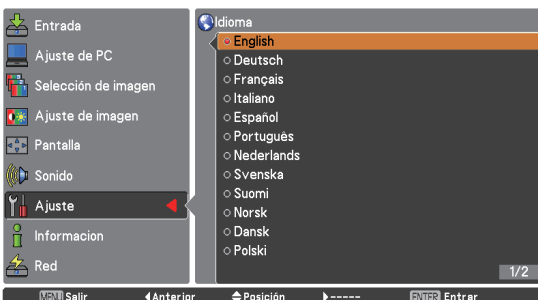 Entrada
Ajuste de PC
Selección de imagen
Ajuste de imagen
Pantalla
Sonido
Ajuste
Informacion
Red
Idioma
English
Deutsch
Français
Italiano
Español
Português
Nederlands
Svenska
Suomi
Norsk
Dansk
Polski
1/2
MENU Salir Anterior Posición ----- ENTER Entrar